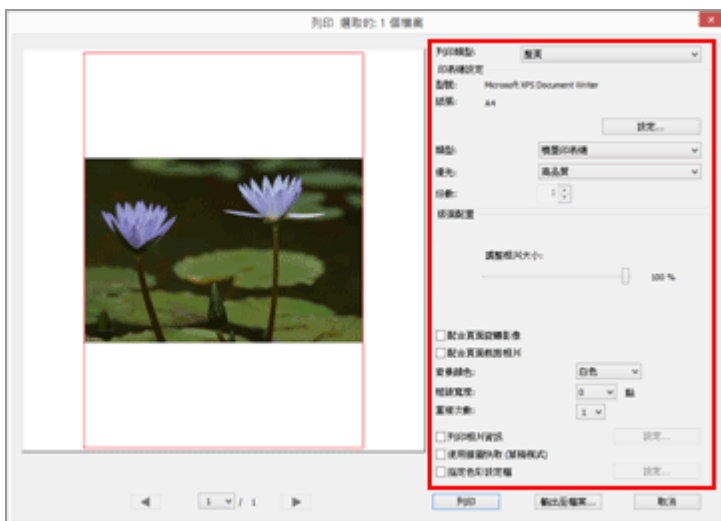 列印 選取的: 1 個檔案
列印類型: 整頁
印表機設定
型號: Microsoft XPS Document Writer
紙張: A4
設定...
類型: 噴墨印表機
優先: 高品質
份數: 1
版面配置
調整相片大小:
100 %
配合頁面旋轉影像
配合頁面裁剪相片
背景顏色: 白色
框線寬度: 0 點
重複次數: 1
列印相片資訊 設定...
使用縮圖快取 (草稿模式)
指定色彩設定檔 設定...
1 / 1 列印 輸出至檔案... 取消